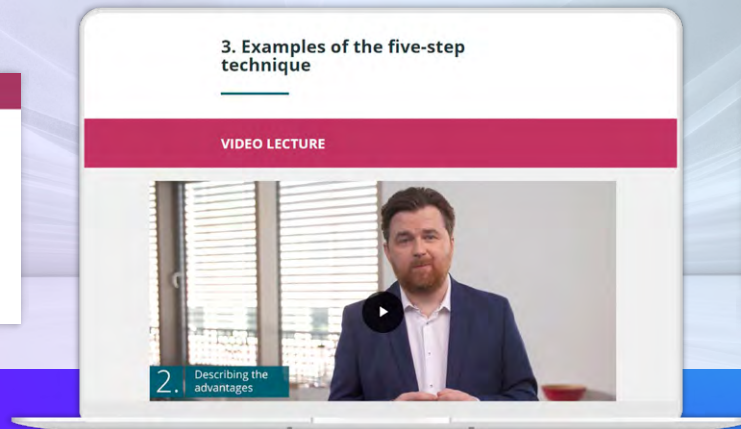 3. Examples of the five-step
technique
VIDEO LECTURE
2.
Describing the
advantages